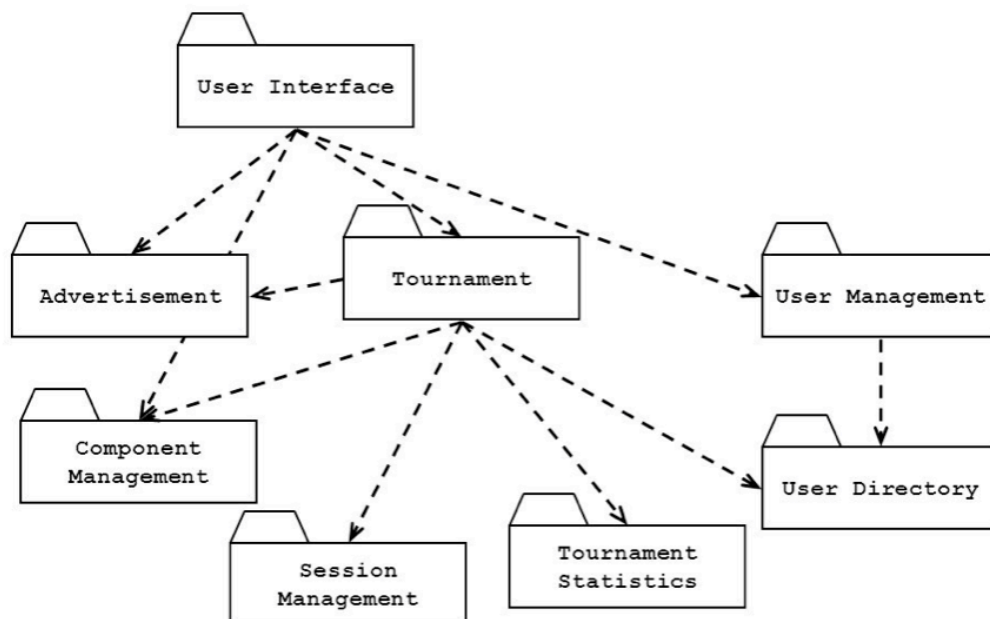 User Interface
Advertisement
Tournament
User Management
Component
Management
User Directory
Session
Management
Tournament
Statistics